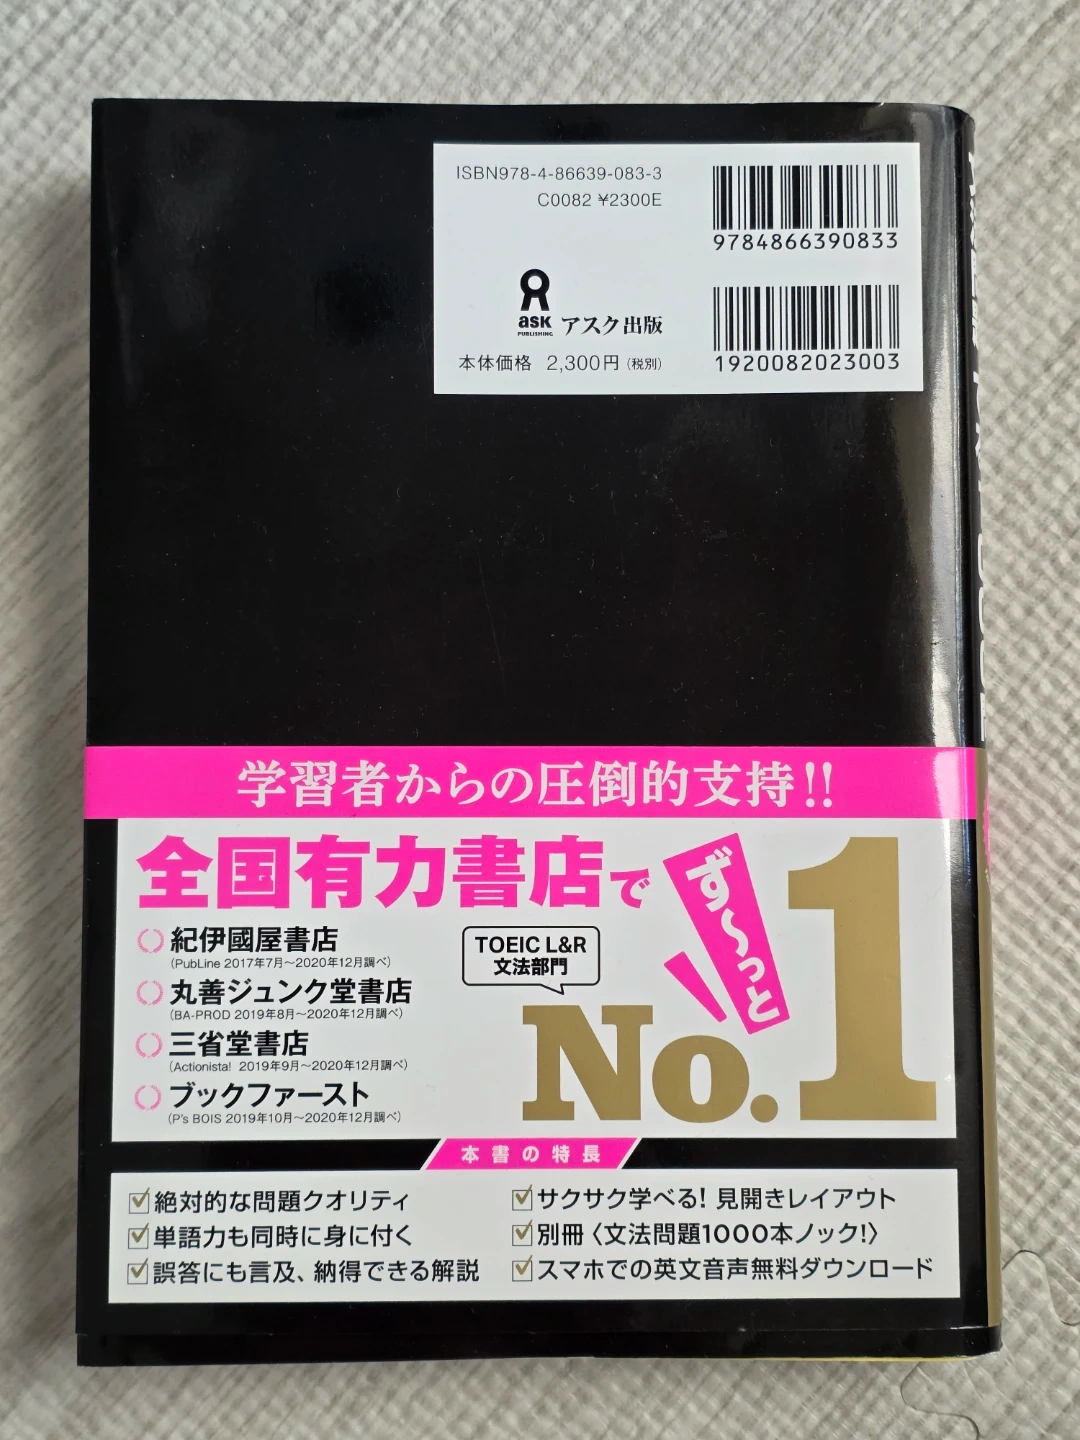 ISBN978-4-86639-083-3
C0082 ¥2300E
9784866390833
ask
PUBLISHING
アスク出版
本体価格 2,300円(税別)
1920082023003
学習者からの圧倒的支持!!
全国有力書店で
ず〜っと
紀伊國屋書店
(PubLine 2017年7月〜2020年12月調べ)
丸善ジュンク堂書店
(BA-PROD 2019年8月〜2020年12月調べ)
三省堂書店
(Actionista! 2019年9月〜2020年12月調べ)
ブックファースト
(P's BOIS 2019年10月〜2020年12月調べ)
TOEIC L&R
文法部門
No.1
本書の特長
絶対的な問題クオリティ
単語力も同時に身に付く
誤答にも言及、納得できる解説
サクサク学べる! 見開きレイアウト
別冊〈文法問題1000本ノック!〉
スマホでの英文音声無料ダウンロード